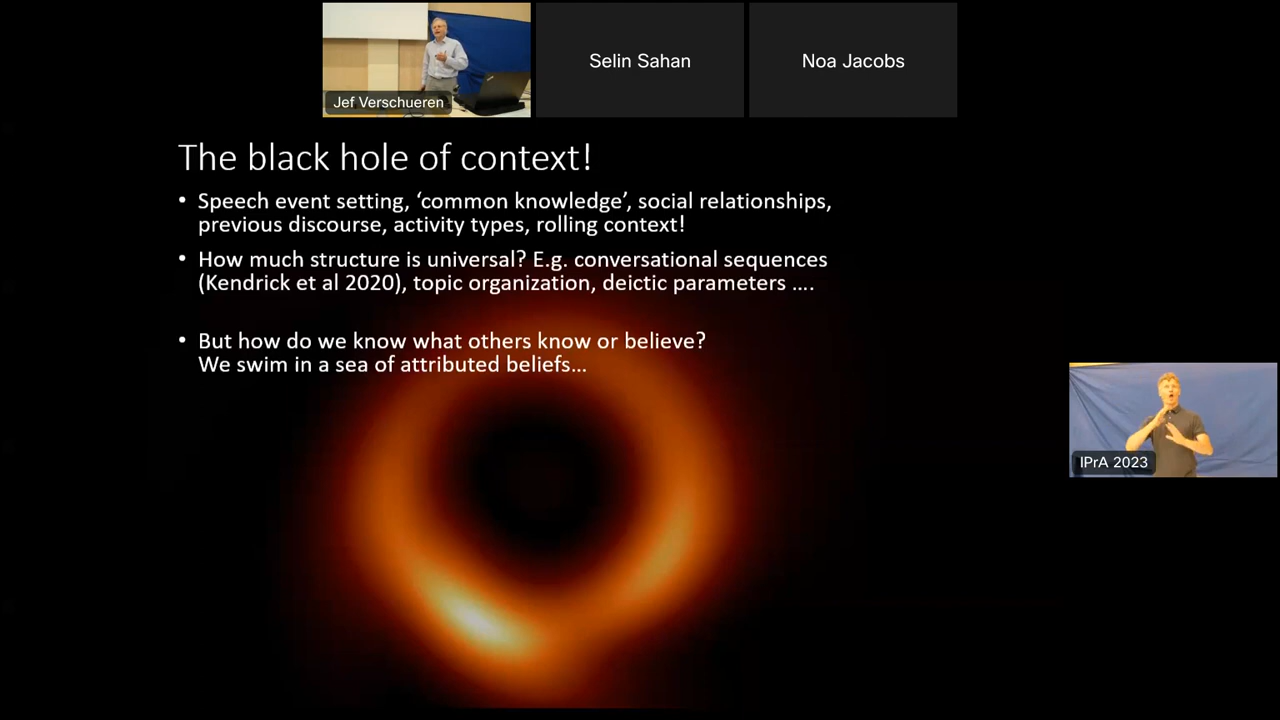 Jef Verschueren
Selin Sahan
Noa Jacobs
The black hole of context!
• Speech event setting, ‘common knowledge’, social relationships,
previous discourse, activity types, rolling context!
• How much structure is universal? E.g. conversational sequences
(Kendrick et al 2020), topic organization, deictic parameters ….
• But how do we know what others know or believe?
We swim in a sea of attributed beliefs…
IPrA 2023